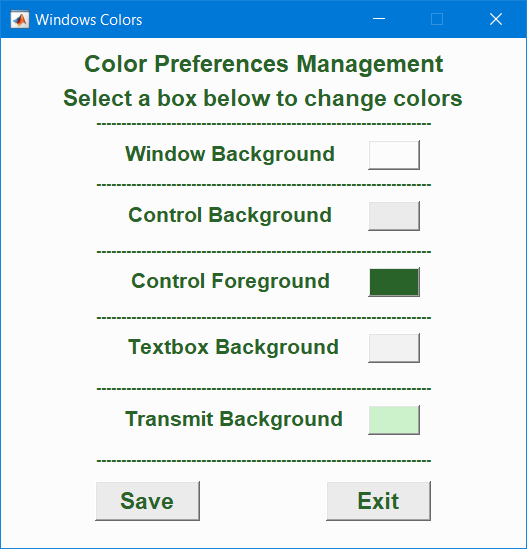 Windows Colors
Color Preferences Management
Select a box below to change colors
-------------------------------------------------------------------
Window Background
-------------------------------------------------------------------
Control Background
-------------------------------------------------------------------
Control Foreground
-------------------------------------------------------------------
Textbox Background
-------------------------------------------------------------------
Transmit Background
-------------------------------------------------------------------
Save Exit